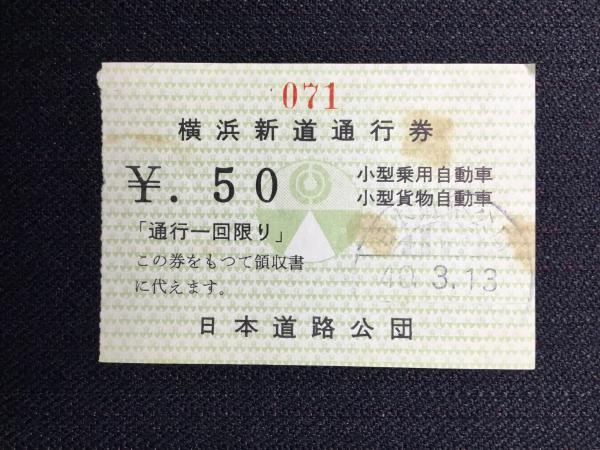 071
横浜新道通行券
¥.50
小型乗用自動車
小型貨物自動車
「通行一回限り」
この券をもつて領収書
に代えます。
40.3.13
日本道路公団